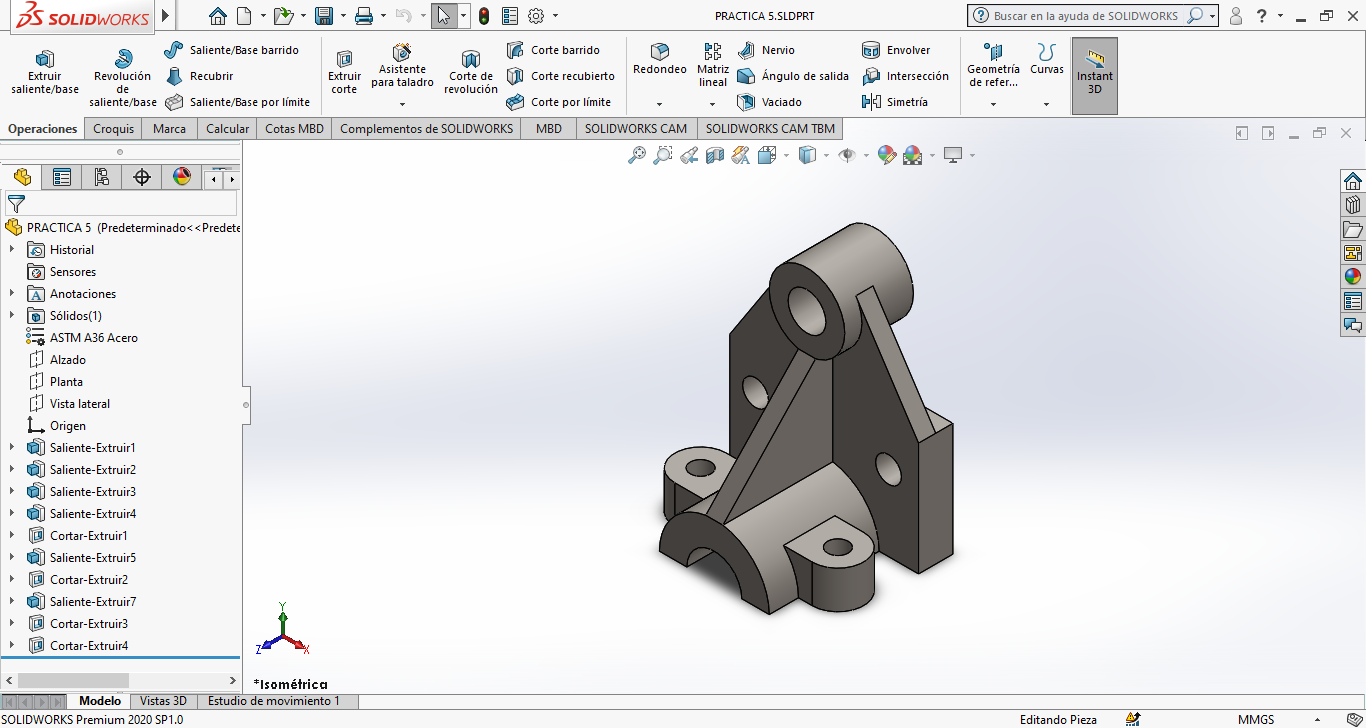 SOLIDWORKS
PRACTICA 5.SLDPRT
Buscar en la ayuda de SOLIDWORKS
?
Extruir saliente/base
Revolución de saliente/base
Saliente/Base barrido
Recubrir
Saliente/Base por límite
Extruir corte
Asistente para taladro
Corte de revolución
Corte barrido
Corte recubierto
Corte por límite
Redondeo
Matriz lineal
Nervio
Ángulo de salida
Vaciado
Envolver
Intersección
Simetría
Geometría de refer...
Curvas
Instant 3D
Operaciones
Croquis
Marca
Calcular
Cotas MBD
Complementos de SOLIDWORKS
MBD
SOLIDWORKS CAM
SOLIDWORKS CAM TBM
PRACTICA 5 (Predeterminado<<Predete
Historial
Sensores
Anotaciones
Sólidos(1)
ASTM A36 Acero
Alzado
Planta
Vista lateral
Origen
Saliente-Extruir1
Saliente-Extruir2
Saliente-Extruir3
Saliente-Extruir4
Cortar-Extruir1
Saliente-Extruir5
Cortar-Extruir2
Saliente-Extruir7
Cortar-Extruir3
Cortar-Extruir4
Y
Z
X
*Isométrica
Modelo
Vistas 3D
Estudio de movimiento 1
SOLIDWORKS Premium 2020 SP1.0
Editando Pieza
MMGS